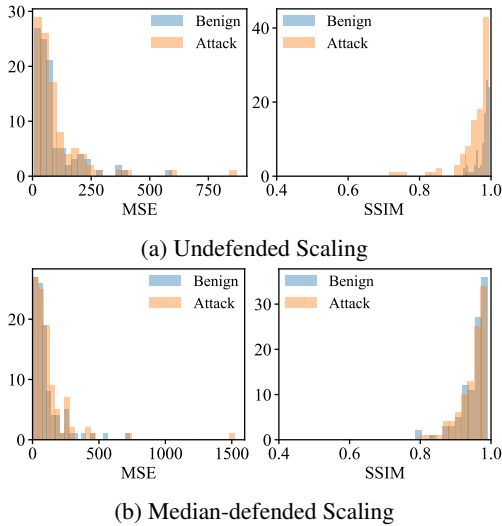 30
20
10
0
0
250
500
750
MSE
Benign
Attack
40
20
0
0.4
0.6
0.8
1.0
SSIM
Benign
Attack
(a) Undefended Scaling
20
10
0
0
500
1000
1500
MSE
Benign
Attack
30
20
10
0
0.4
0.6
0.8
1.0
SSIM
Benign
Attack
(b) Median-defended Scaling